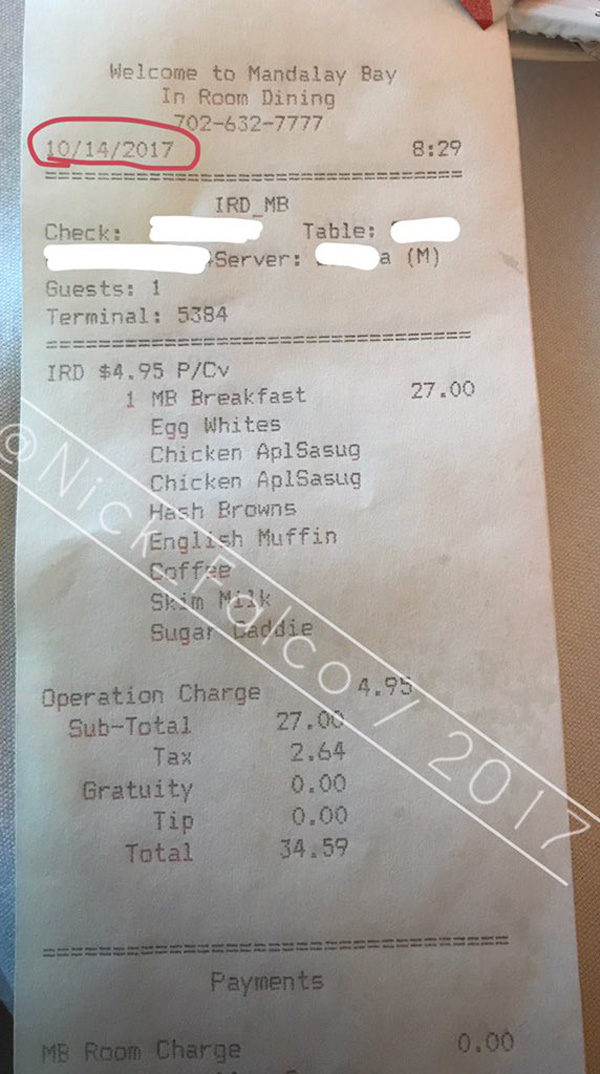 Welcome to Mandalay Bay
In Room Dining
702-632-7777
10/14/2017 8:29
IRD_MB
Check: Table:
Server: a (M)
Guests: 1
Terminal: 5384
IRD $4.95 P/Cv
1 MB Breakfast 27.00
Egg Whites
Chicken AplSasug
Chicken AplSasug
Hash Browns
English Muffin
Coffee
Skim Milk
Sugar Caddie
Operation Charge 4.95
Sub-Total 27.00
Tax 2.64
Gratuity 0.00
Tip 0.00
Total 34.59
Payments
MB Room Charge 0.00
@Nick-Falco / 2017